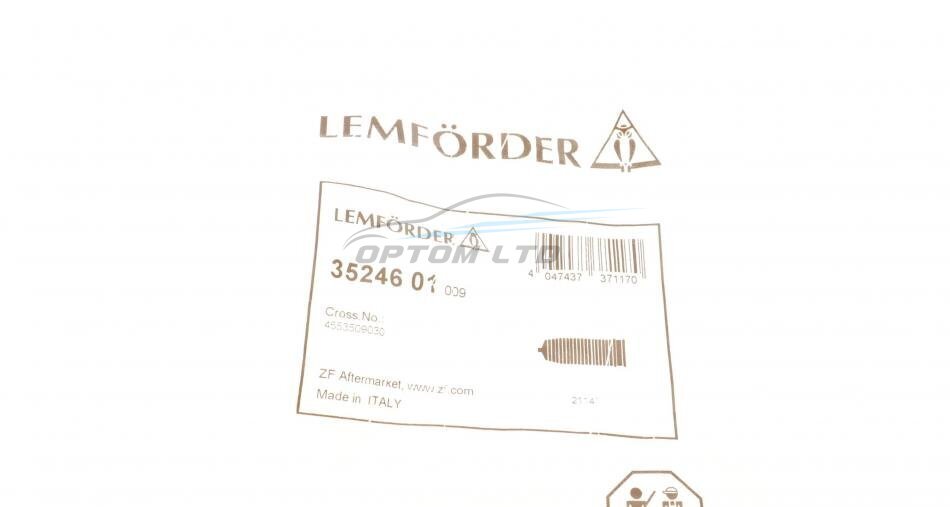 LEMFÖRDER
LEMFÖRDER
OPTOM LTD
35246 01 009
4 047437 371170
Cross.No.:
4553509030
ZF Aftermarket, www.zf.com
Made in ITALY